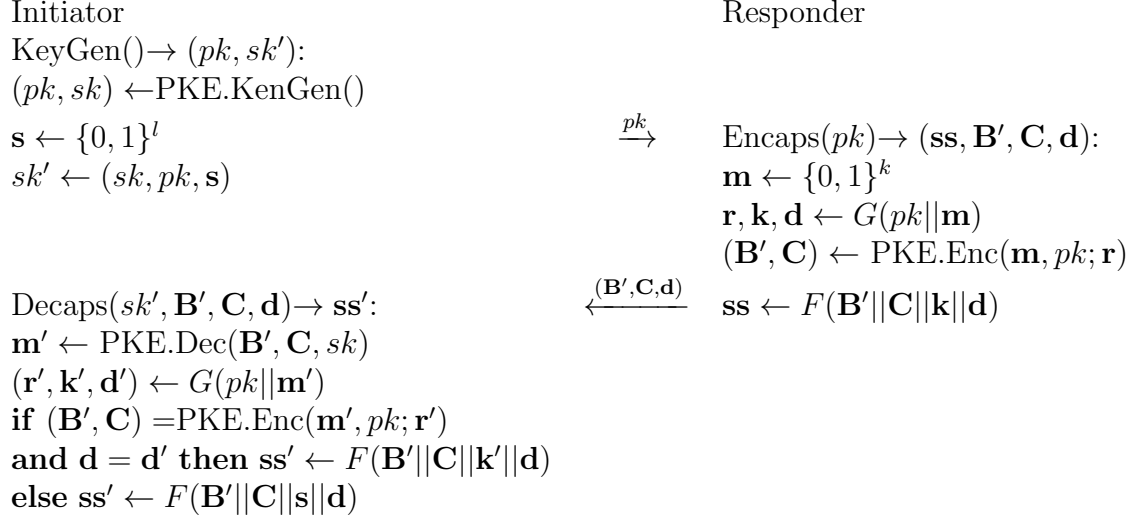 Initiator Responder
KeyGen()→ (pk, sk′):
(pk, sk) ←PKE.KenGen()
s ← {0, 1}^l pk → Encaps(pk)→ (ss, B′, C, d):
sk′ ← (sk, pk, s) m ← {0, 1}^k
r, k, d ← G(pk||m)
(B′, C) ← PKE.Enc(m, pk; r)
Decaps(sk′, B′, C, d)→ ss′: (B′,C,d) ← ss ← F(B′||C||k||d)
m′ ← PKE.Dec(B′, C, sk)
(r′, k′, d′) ← G(pk||m′)
if (B′, C) =PKE.Enc(m′, pk; r′)
and d = d′ then ss′ ← F(B′||C||k′||d)
else ss′ ← F(B′||C||s||d)